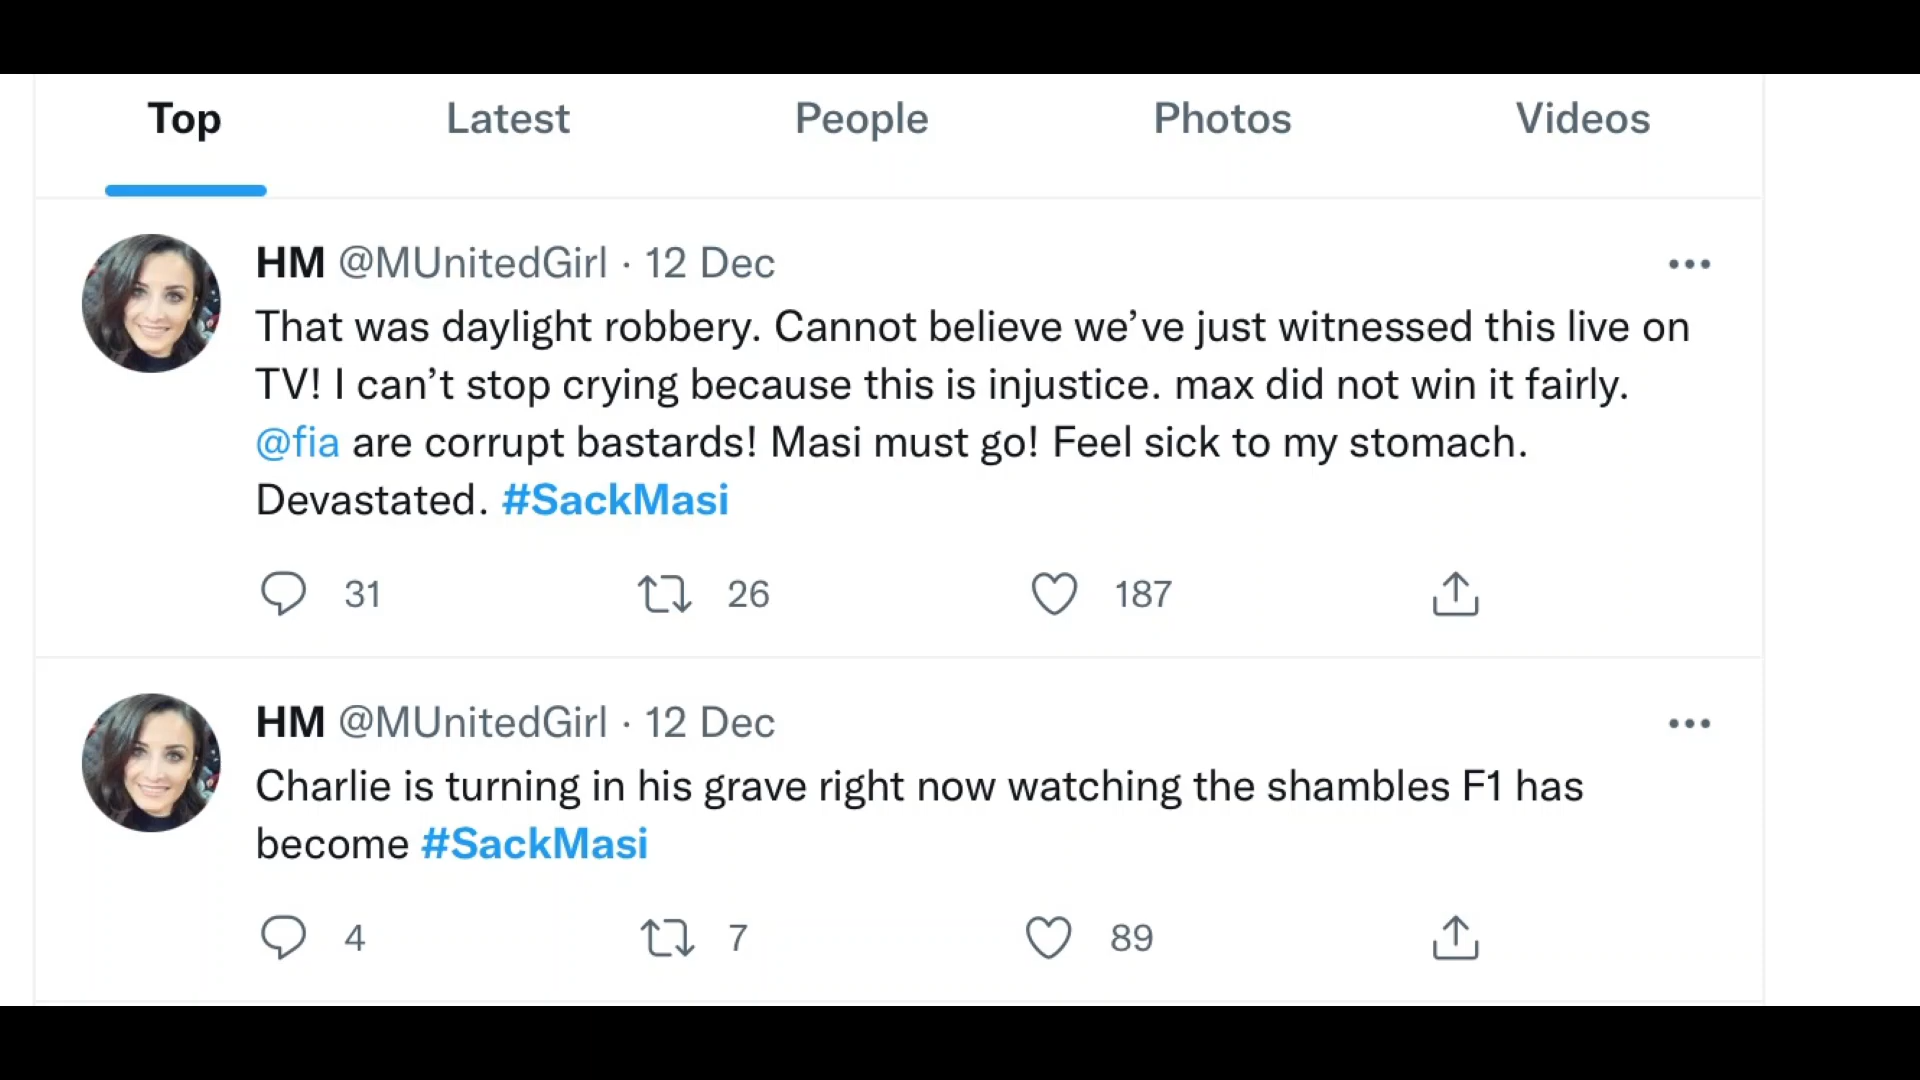 Top Latest People Photos Videos
HM @MUnitedGirl · 12 Dec
That was daylight robbery. Cannot believe we’ve just witnessed this live on
TV! I can’t stop crying because this is injustice. max did not win it fairly.
@fia are corrupt bastards! Masi must go! Feel sick to my stomach.
Devastated. #SackMasi
31 26 187
HM @MUnitedGirl · 12 Dec
Charlie is turning in his grave right now watching the shambles F1 has
become #SackMasi
4 7 89